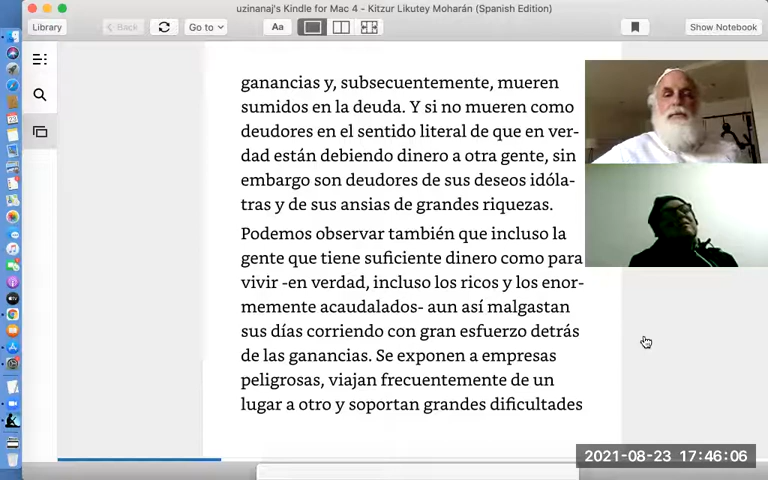 uzinanaj's Kindle for Mac 4 - Kitzur Likutey Moharán (Spanish Edition)
Library
Back
Go to
Aa
Show Notebook
ganancias y, subsecuentemente, mueren
sumidos en la deuda. Y si no mueren como
deudores en el sentido literal de que en ver-
dad están debiendo dinero a otra gente, sin
embargo son deudores de sus deseos idóla-
tras y de sus ansias de grandes riquezas.
Podemos observar también que incluso la
gente que tiene suficiente dinero como para
vivir -en verdad, incluso los ricos y los enor-
memente acaudalados- aun así malgastan
sus días corriendo con gran esfuerzo detrás
de las ganancias. Se exponen a empresas
peligrosas, viajan frecuentemente de un
lugar a otro y soportan grandes dificultades
2021-08-23 17:46:06